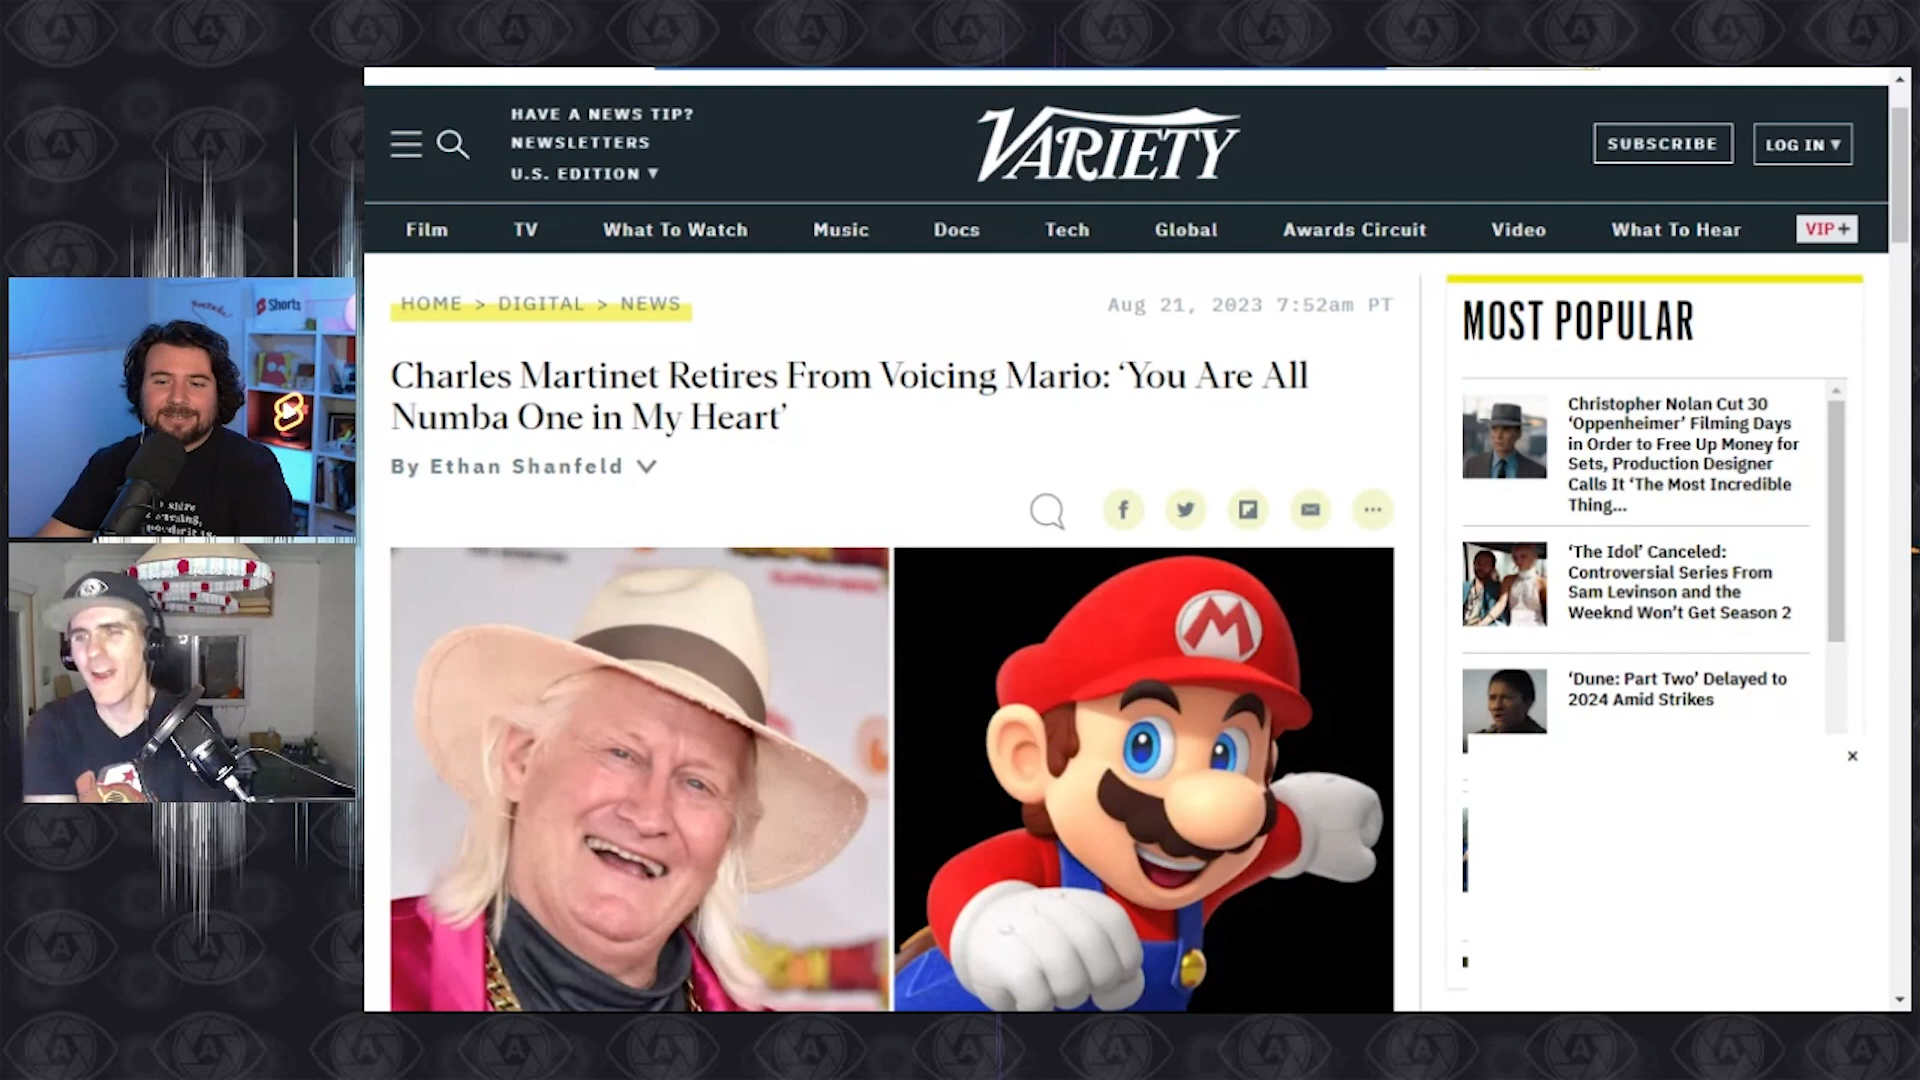 HAVE A NEWS TIP?
NEWSLETTERS
U.S. EDITION ▼
VARIETY
SUBSCRIBE
LOG IN ▼
Film TV What To Watch Music Docs Tech Global Awards Circuit Video What To Hear VIP+
HOME > DIGITAL > NEWS
Aug 21, 2023 7:52am PT
Charles Martinet Retires From Voicing Mario: ‘You Are All
Numba One in My Heart’
By Ethan Shanfeld
MOST POPULAR
Christopher Nolan Cut 30
‘Oppenheimer’ Filming Days
in Order to Free Up Money for
Sets, Production Designer
Calls It ‘The Most Incredible
Thing...
‘The Idol’ Canceled:
Controversial Series From
Sam Levinson and the
Weeknd Won’t Get Season 2
‘Dune: Part Two’ Delayed to
2024 Amid Strikes
Shorts
M